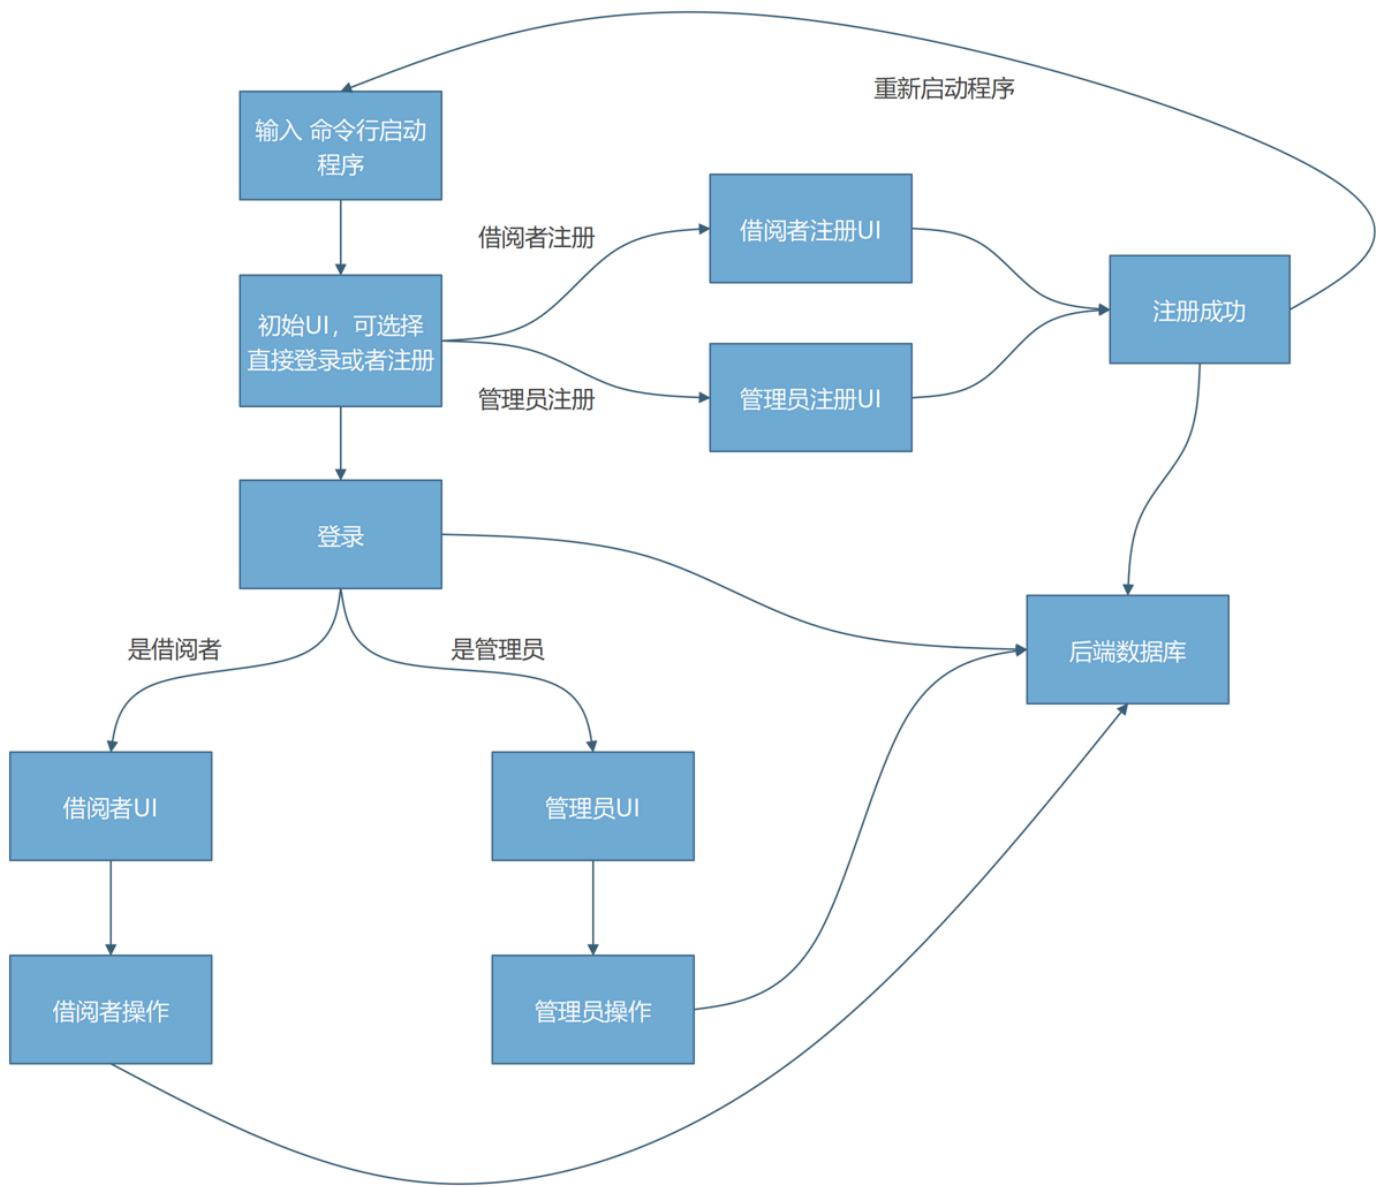 重新启动程序
输入 命令行启动
程序
借阅者注册
借阅者注册UI
初始UI，可选择
直接登录或者注册
注册成功
管理员注册
管理员注册UI
登录
是借阅者
是管理员
后端数据库
借阅者UI
管理员UI
借阅者操作
管理员操作